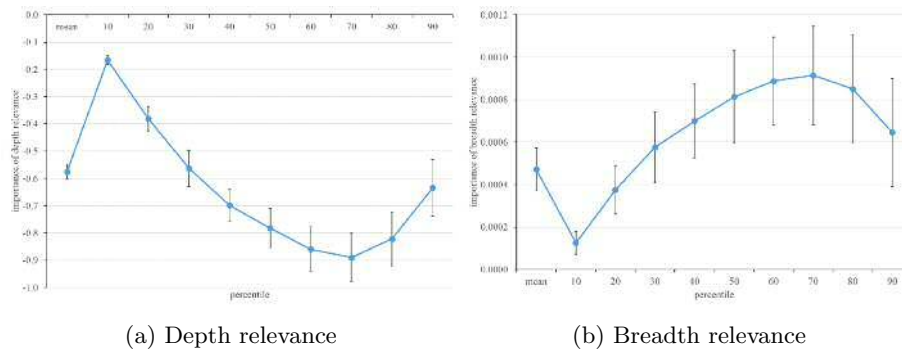 0.0
-0.1
-0.2
-0.3
-0.4
-0.5
-0.6
-0.7
-0.8
-0.9
-1.0
mean 10 20 30 40 50 60 70 80 90
importance of depth relevance
percentile
(a) Depth relevance
0.0012
0.0010
0.0008
0.0006
0.0004
0.0002
0.0000
mean 10 20 30 40 50 60 70 80 90
importance of breadth relevance
percentile
(b) Breadth relevance